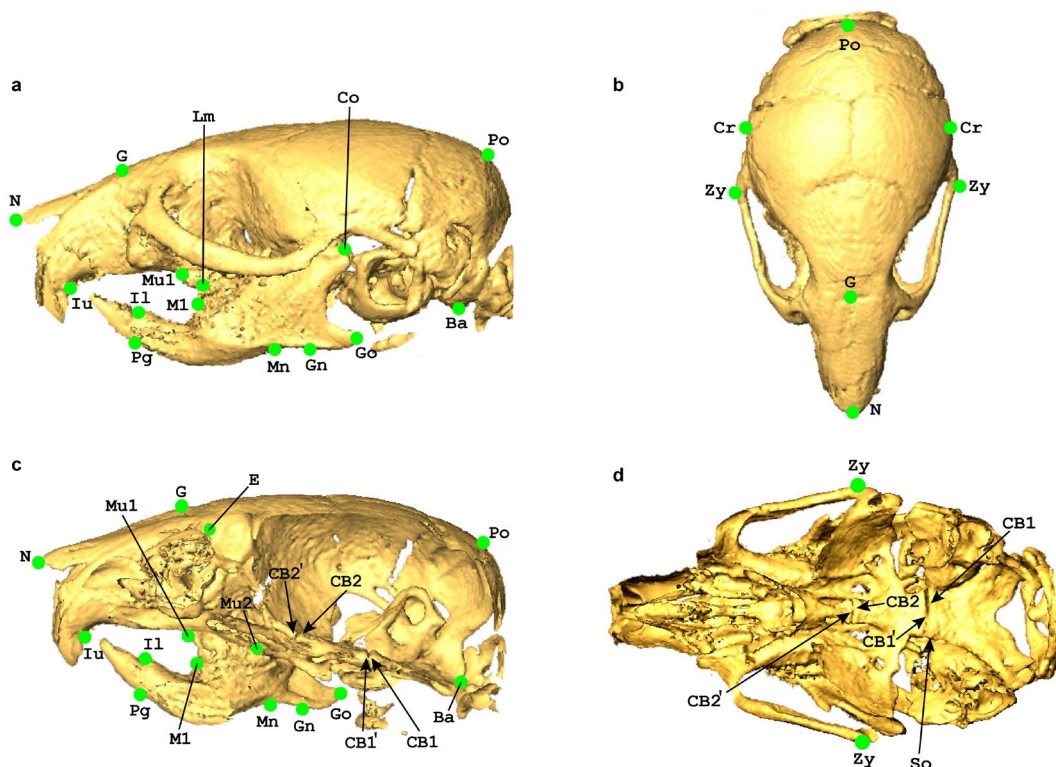 a
Lm
Co
G
Po
N
Mu1
Il
M1
Iu
Ba
Pg
Mn
Gn
Go
b
Po
Cr
Cr
Zy
Zy
G
N
c
Mu1
G
E
N
Po
CB2'
CB2
Mu2
Iu
Il
Pg
M1
Mn
Gn
Go
CB1'
CB1
Ba
d
Zy
CB1
CB2
CB1'
CB2'
Zy
So